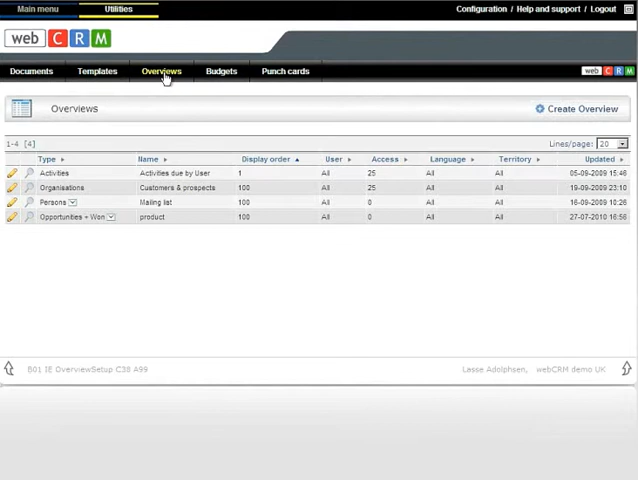 Main menu Utilities Configuration / Help and support / Logout
web C R M
Documents Templates Overviews Budgets Punch cards web C R M
Overviews Create Overview
1-4 [4] Lines/page: 20
Type Name Display order User Access Language Territory Updated
Activities Activities due by User 1 All 25 All All 05-09-2009 15:46
Organisations Customers & prospects 100 All 25 All All 19-09-2009 23:10
Persons Mailing list 100 All 0 All All 16-09-2009 10:26
Opportunities + Won product 100 All 0 All All 27-07-2010 16:56
B01 IE OverviewSetup C38 A99 Lasse Adolphsen, webCRM demo UK